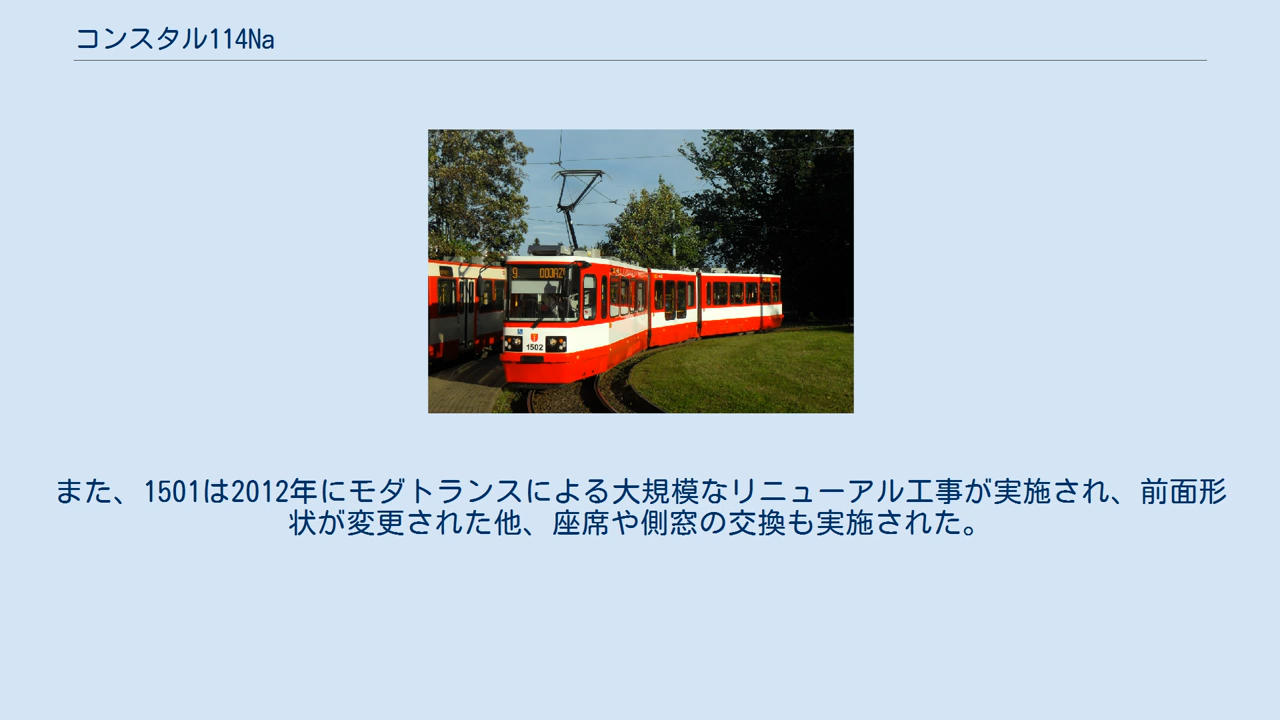 コンスタル114Na
9 ODJAZ
1502
また、1501は2012年にモダトランスによる大規模なリニューアル工事が実施され、前面形
状が変更された他、座席や側窓の交換も実施された。